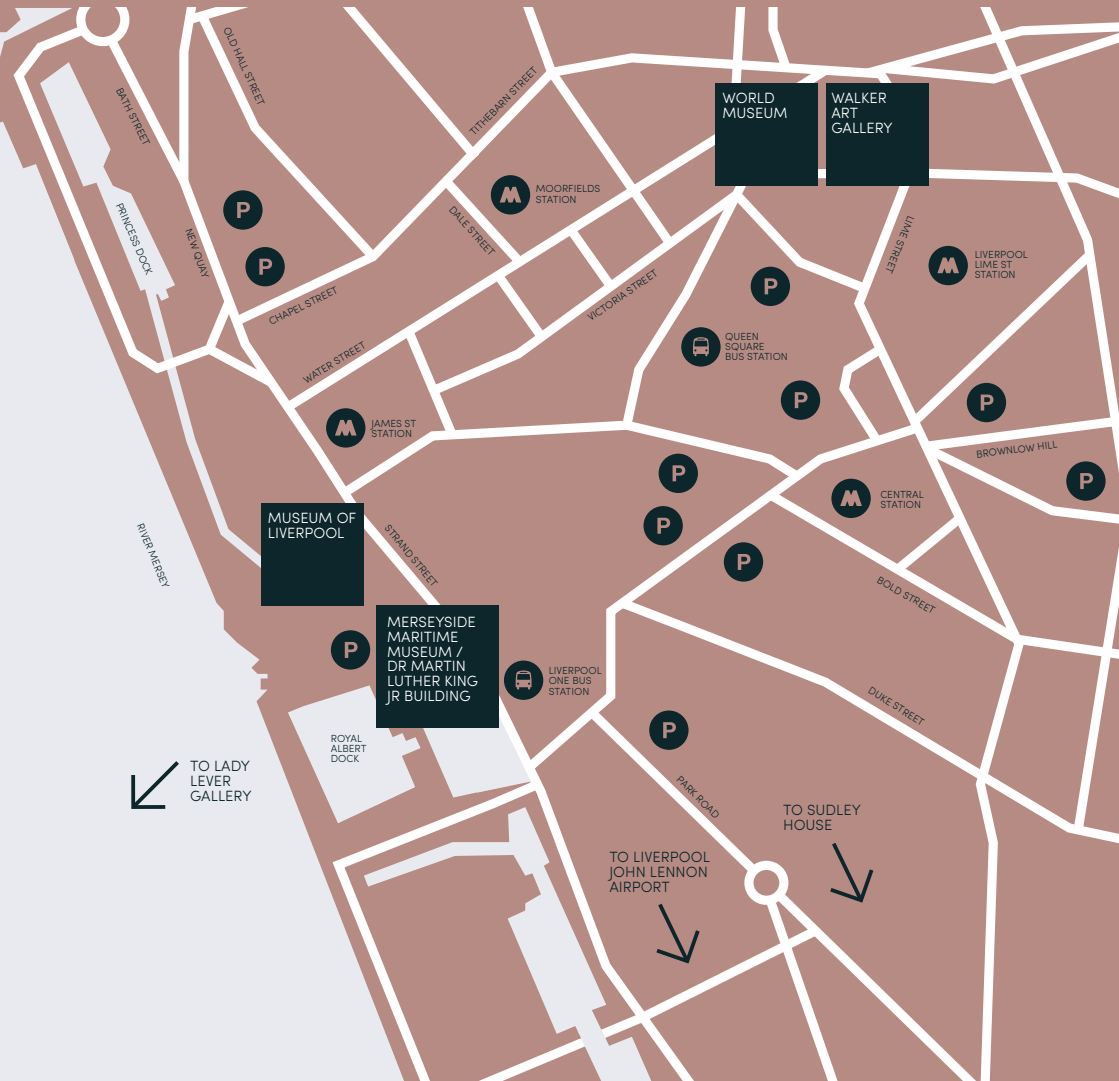 OLD HALL STREET
BATH STREET
TITHEBARN STREET
WORLD
MUSEUM
WALKER
ART
GALLERY
MOORFIELDS
STATION
P
PRINCESS DOCK
NEW QUAY
DALE STREET
LIME STREET
LIVERPOOL
LIME ST
STATION
P
CHAPEL STREET
VICTORIA STREET
P
WATER STREET
QUEEN
SQUARE
BUS STATION
JAMES ST
STATION
P
P
BROWNLOW HILL
P
P
CENTRAL
STATION
MUSEUM OF
LIVERPOOL
P
RIVER MERSEY
STRAND STREET
P
BOLD STREET
MERSEYSIDE
MARITIME
MUSEUM /
DR MARTIN
LUTHER KING
JR BUILDING
P
LIVERPOOL
ONE BUS
STATION
DUKE STREET
P
ROYAL
ALBERT
DOCK
TO LADY
LEVER
GALLERY
PARK ROAD
TO SUDLEY
HOUSE
TO LIVERPOOL
JOHN LENNON
AIRPORT